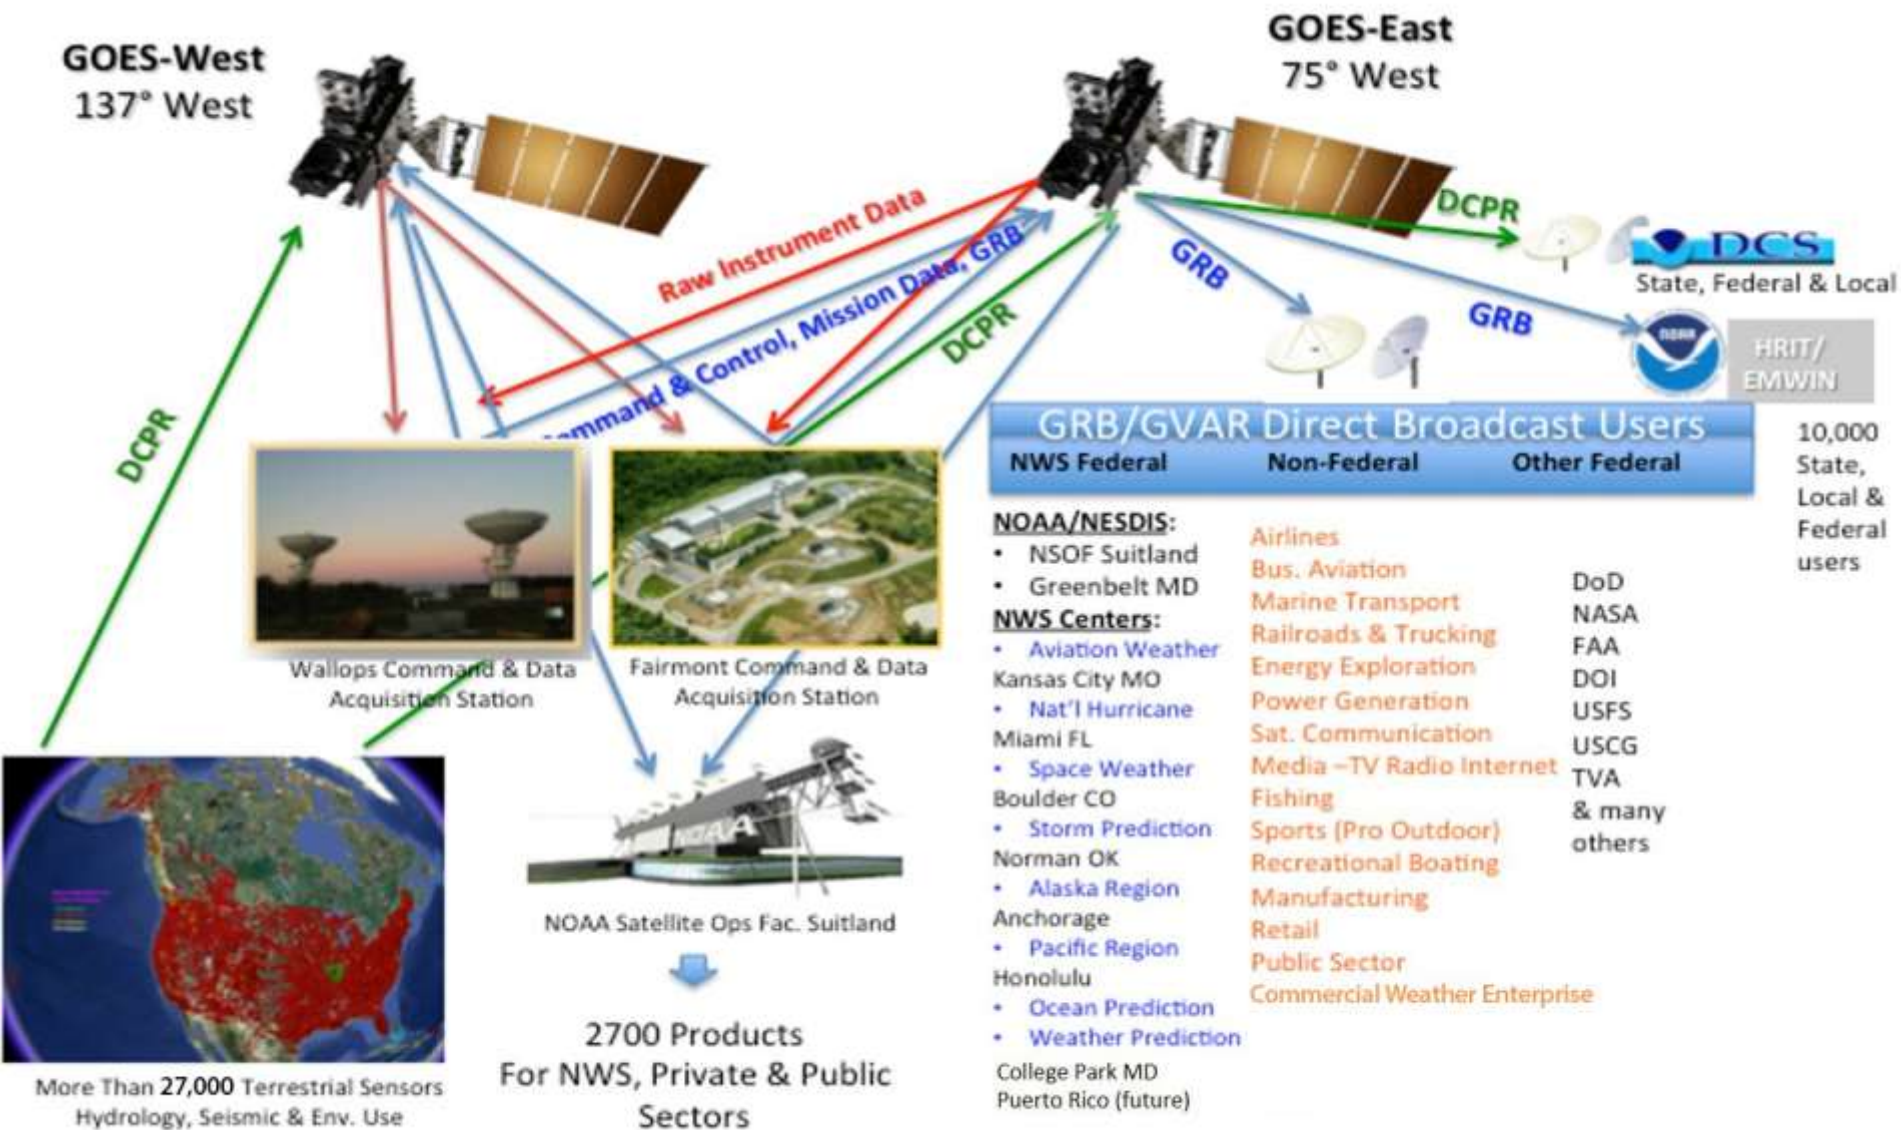 GOES-West
137° West
GOES-East
75° West
Raw Instrument Data
Command & Control, Mission Data, GRB
DCPR
DCPR
DCPR
GRB
GRB
DCS
State, Federal & Local
NOAA
HRIT/
EMWIN
10,000
State,
Local &
Federal
users
GRB/GVAR Direct Broadcast Users
NWS Federal Non-Federal Other Federal
NOAA/NESDIS:
• NSOF Suitland
• Greenbelt MD
NWS Centers:
• Aviation Weather
Kansas City MO
• Nat'l Hurricane
Miami FL
• Space Weather
Boulder CO
• Storm Prediction
Norman OK
• Alaska Region
Anchorage
• Pacific Region
Honolulu
• Ocean Prediction
• Weather Prediction
College Park MD
Puerto Rico (future)
Airlines
Bus. Aviation
Marine Transport
Railroads & Trucking
Energy Exploration
Power Generation
Sat. Communication
Media –TV Radio Internet
Fishing
Sports (Pro Outdoor)
Recreational Boating
Manufacturing
Retail
Public Sector
Commercial Weather Enterprise
DoD
NASA
FAA
DOI
USFS
USCG
TVA
& many
others
Wallops Command & Data
Acquisition Station
Fairmont Command & Data
Acquisition Station
NOAA
NOAA Satellite Ops Fac. Suitland
2700 Products
For NWS, Private & Public
Sectors
More Than 27,000 Terrestrial Sensors
Hydrology, Seismic & Env. Use